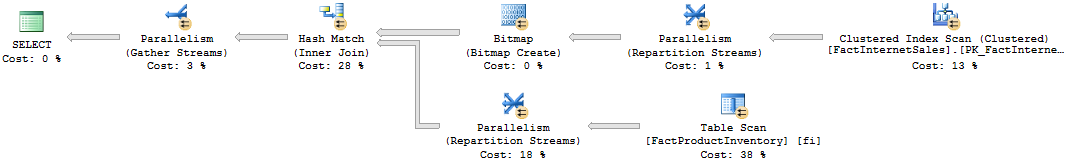 SELECT
Cost: 0 %
Parallelism
(Gather Streams)
Cost: 3 %
Hash Match
(Inner Join)
Cost: 28 %
Bitmap
(Bitmap Create)
Cost: 0 %
Parallelism
(Repartition Streams)
Cost: 1 %
Clustered Index Scan (Clustered)
[FactInternetSales].[PK_FactInterne…
Cost: 13 %
Parallelism
(Repartition Streams)
Cost: 18 %
Table Scan
[FactProductInventory] [fi]
Cost: 38 %